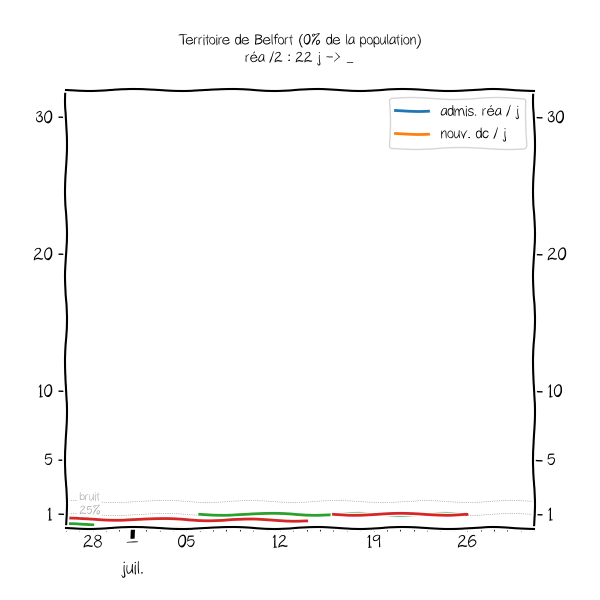 Territoire de Belfort (0% de la population)
réa /2 : 22 j -> _
admis. réa / j
nouv. dc / j
30 30
20 20
10 10
5 5
bruit
25%
1 1
28 1 05 12 19 26
juil.